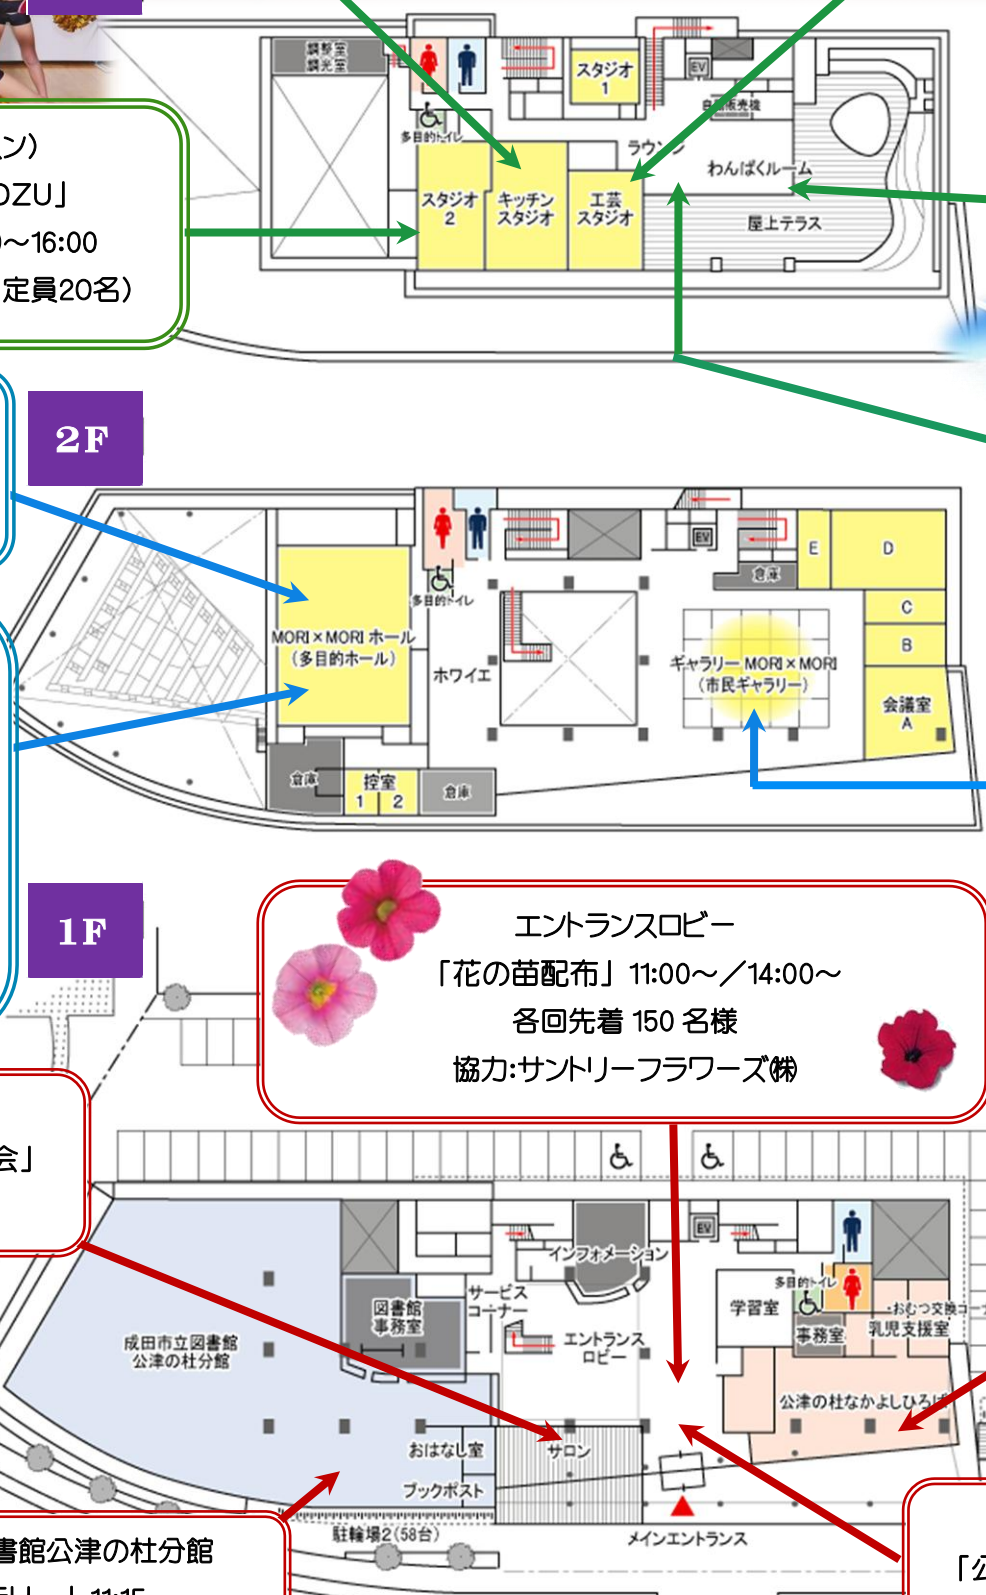 調整室
調光室
スタジオ
1
EV
自動販売機
多目的トイレ
ラウンジ
わんぱくルーム
ン)
OZU」
～16:00
定員20名)
スタジオ
2
キッチン
スタジオ
工芸
スタジオ
屋上テラス
2F
EV
倉庫
E
D
C
B
多目的トイレ
MORI×MORI ホール
(多目的ホール)
ホワイエ
ギャラリー MORI×MORI
(市民ギャラリー)
会議室
A
倉庫
控室
1
2
倉庫
1F
エントランスロビー
「花の苗配布」11:00～／14:00～
各回先着 150 名様
協力:サントリーフラワーズ㈱
会」
EV
インフォメーション
図書館
事務室
サービス
コーナー
エントランス
ロビー
学習室
多目的トイレ
事務室
おむつ交換コーナ
乳児支援室
成田市立図書館
公津の杜分館
公津の杜なかよしひろば
おはなし室
サロン
ブックポスト
駐輪場2(58台)
メインエントランス
書館公津の杜分館
11:15
「公